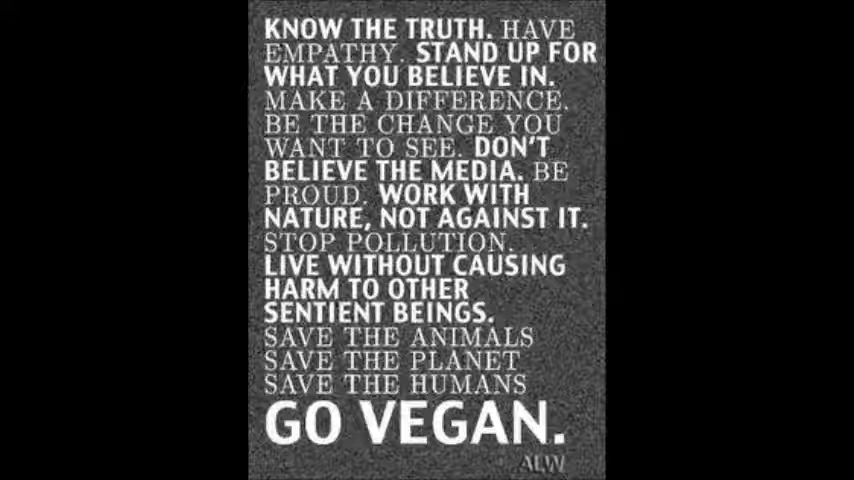 KNOW THE TRUTH. HAVE
EMPATHY. STAND UP FOR
WHAT YOU BELIEVE IN.
MAKE A DIFFERENCE.
BE THE CHANGE YOU
WANT TO SEE. DON'T
BELIEVE THE MEDIA. BE
PROUD. WORK WITH
NATURE, NOT AGAINST IT.
STOP POLLUTION.
LIVE WITHOUT CAUSING
HARM TO OTHER
SENTIENT BEINGS.
SAVE THE ANIMALS
SAVE THE PLANET
SAVE THE HUMANS
GO VEGAN.